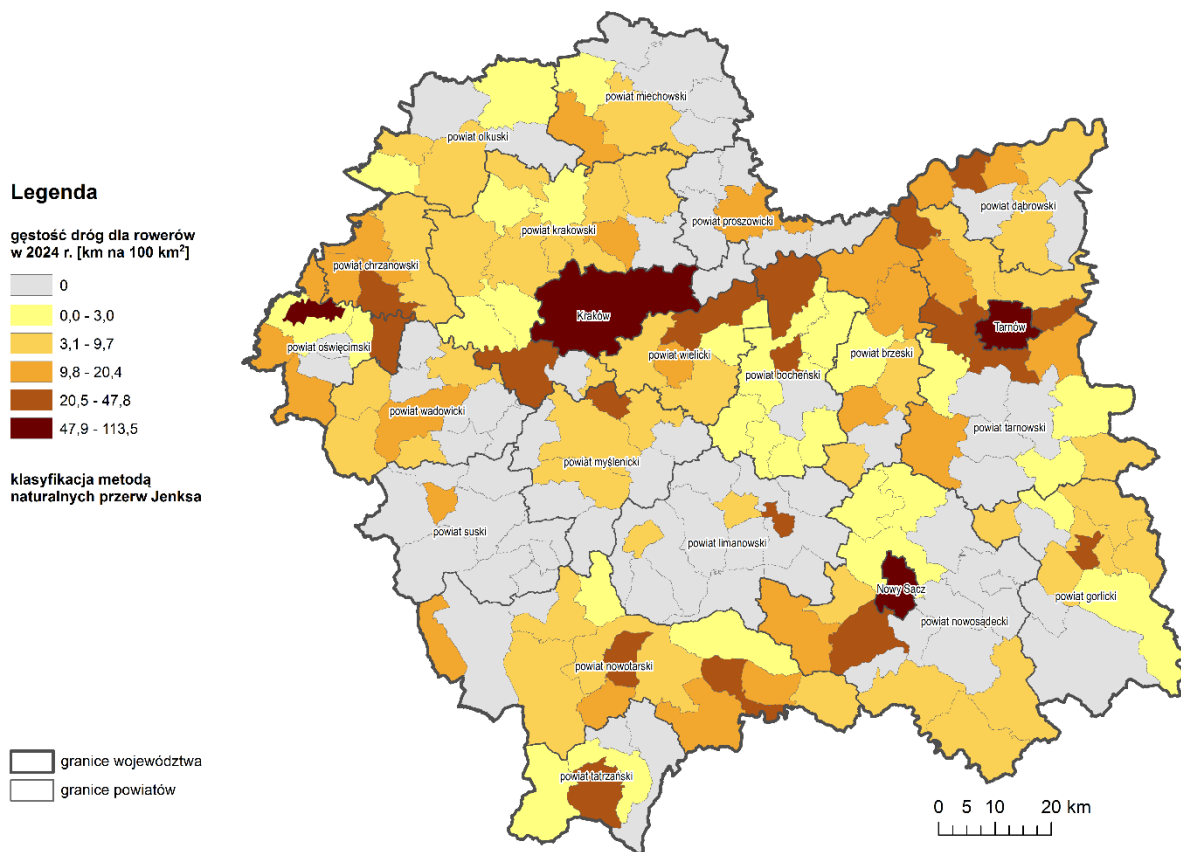 powiat miechowski
powiat olkuski
Legenda
gęstość dróg dla rowerów
w 2024 r. [km na 100 km²]
0
0,0 - 3,0
3,1 - 9,7
9,8 - 20,4
20,5 - 47,8
47,9 - 113,5
klasyfikacja metodą
naturalnych przerw Jenksa
powiat dąbrowski
powiat proszowicki
powiat krakowski
powiat chrzanowski
Kraków
Tarnów
powiat oświęcimski
powiat wielicki
powiat brzeski
powiat bocheński
powiat wadowicki
powiat tarnowski
powiat myślenicki
powiat suski
powiat limanowski
Nowy Sącz
powiat gorlicki
powiat nowosądecki
powiat nowotarski
powiat tatrzański
granice województwa
granice powiatów
0 5 10 20 km